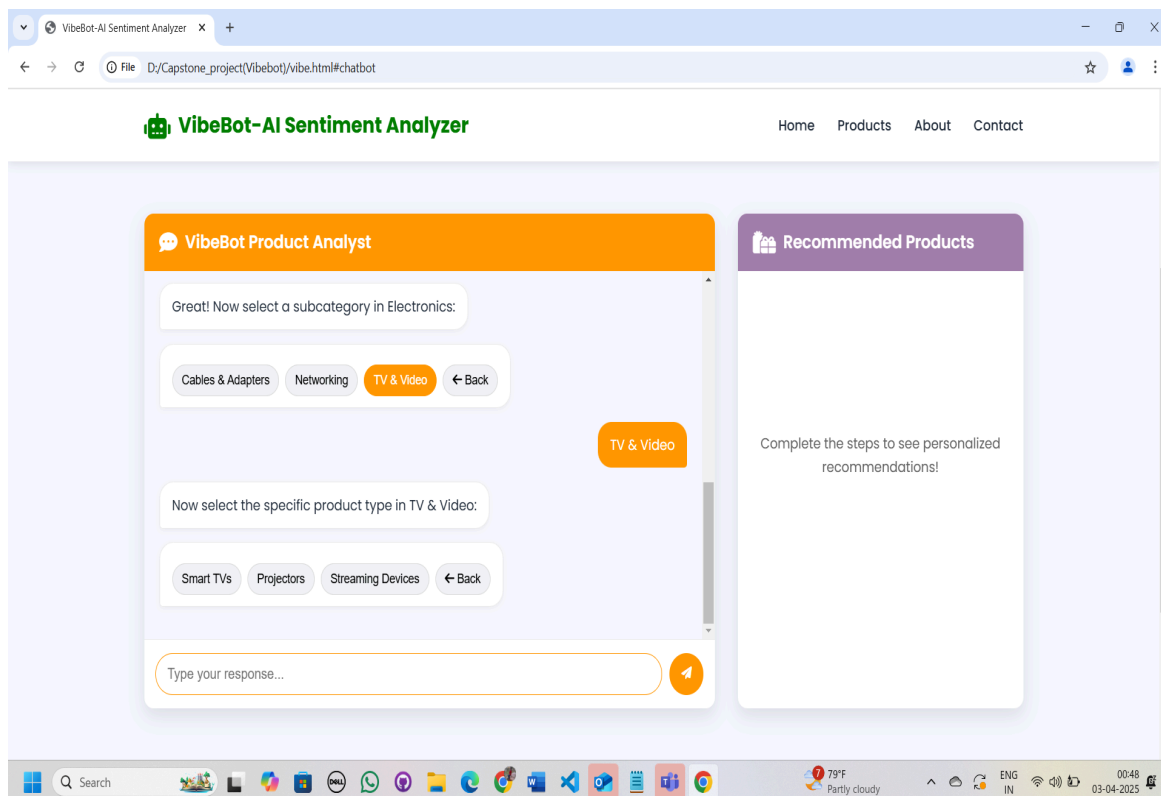 VibeBot-AI Sentiment Analyzer
File D:/Capstone_project(Vibebot)/vibe.html#chatbot
VibeBot-AI Sentiment Analyzer
Home Products About Contact
VibeBot Product Analyst
Great! Now select a subcategory in Electronics:
Cables & Adapters Networking TV & Video ← Back
TV & Video
Now select the specific product type in TV & Video:
Smart TVs Projectors Streaming Devices ← Back
Type your response...
Recommended Products
Complete the steps to see personalized
recommendations!
Search
DELL
7
79°F
Partly cloudy
ENG
IN
00:48
03-04-2025